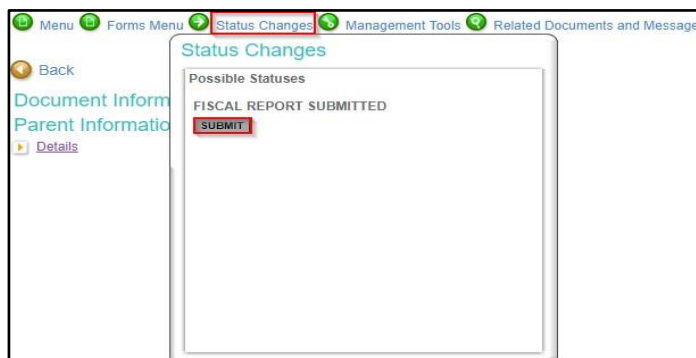 Menu Forms Menu Status Changes Management Tools Related Documents and Message
Status Changes
Back
Possible Statuses
Document Inform
FISCAL REPORT SUBMITTED
Parent Informatio
SUBMIT
Details